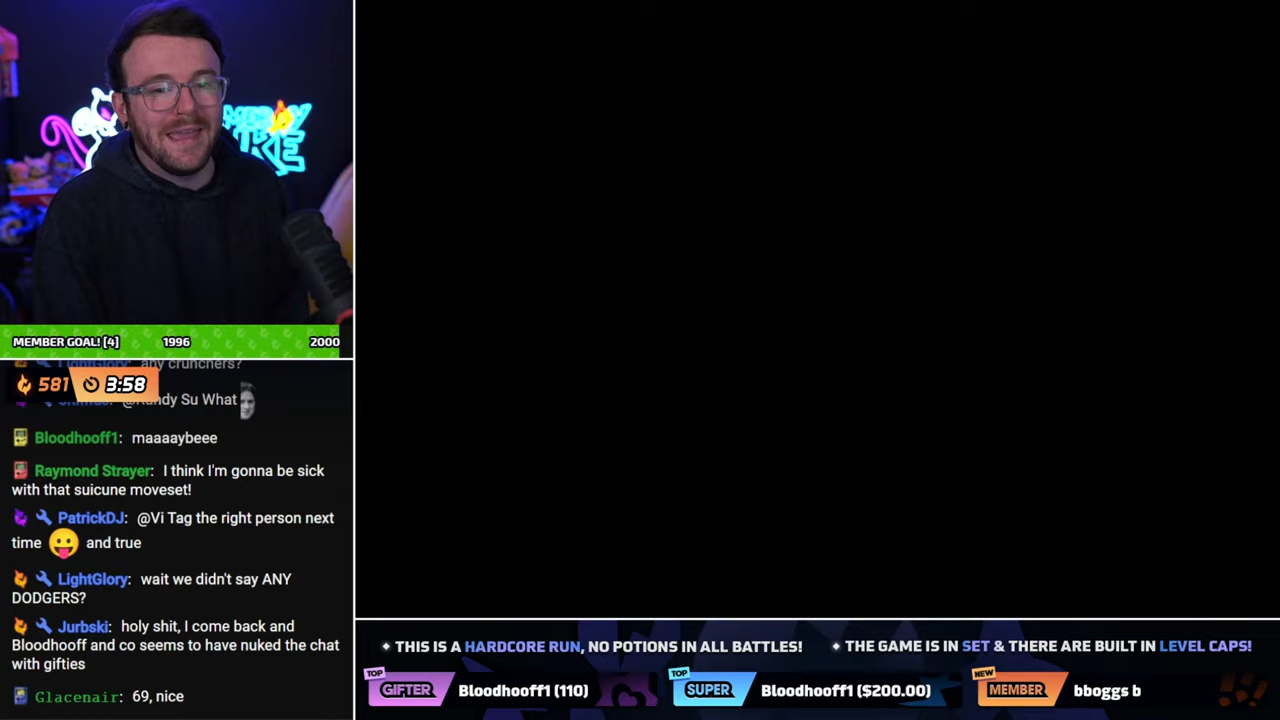 MEMBER GOAL! [4] 1996 2000
LightGlory: any crunchers?
581 3:58
Su What
Bloodhooff1: maaaaybeee
Raymond Strayer: I think I'm gonna be sick
with that suicune moveset!
PatrickDJ: @Vi Tag the right person next
time and true
LightGlory: wait we didn't say ANY
DODGERS?
Jurbski: holy shit, I come back and
Bloodhooff and co seems to have nuked the chat
with gifties
Glacenair: 69, nice
THIS IS A HARDCORE RUN, NO POTIONS IN ALL BATTLES! THE GAME IS IN SET & THERE ARE BUILT IN LEVEL CAPS!
TOP GIFTER Bloodhooff1 (110) TOP SUPER Bloodhooff1 ($200.00) NEW MEMBER bboggs b